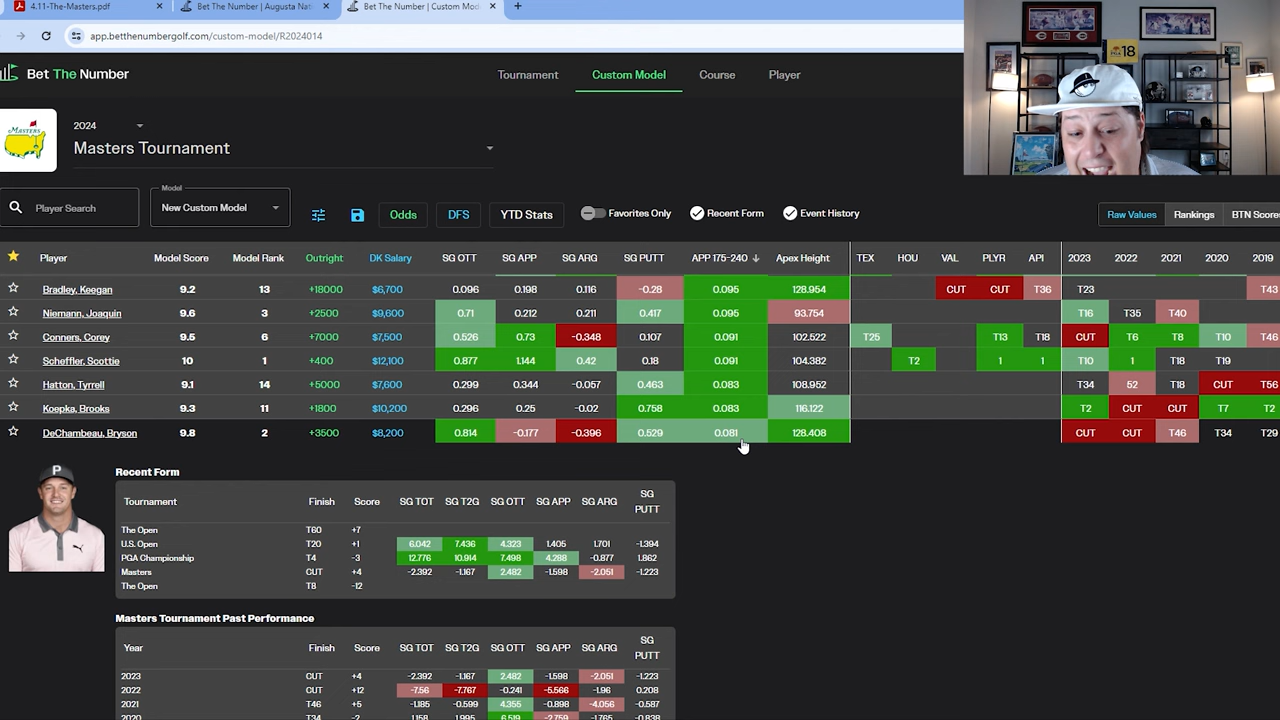 4.11-The-Masters.pdf
Bet The Number | Augusta Nat
Bet The Number | Custom Mod
app.betthenumbergolf.com/custom-model/R2024014
Bet The Number
Tournament Custom Model Course Player
PGA
18
MASTERS
2024
Masters Tournament
Player Search
Model
New Custom Model
Odds DFS YTD Stats Favorites Only Recent Form Event History Raw Values Rankings BTN Score
Player Model Score Model Rank Outright DK Salary SG OTT SG APP SG ARG SG PUTT APP 175-240 Apex Height TEX HOU VAL PLYR API 2023 2022 2021 2020 2019
Bradley, Keegan 9.2 13 +18000 $6,700 0.096 0.198 0.116 -0.28 0.095 128.954 CUT CUT T36 T23 T43
Niemann, Joaquin 9.6 3 +2500 $9,600 0.71 0.212 0.211 0.417 0.095 93.754 T16 T35 T40
Conners, Corey 9.5 6 +7000 $7,500 0.526 0.73 -0.348 0.107 0.091 102.522 T25 T13 T18 CUT T6 T8 T10 T46
Scheffler, Scottie 10 1 +400 $12,100 0.877 1.144 0.42 0.18 0.091 104.382 T2 1 1 T10 1 T18 T19
Hatton, Tyrrell 9.1 14 +5000 $7,600 0.299 0.344 -0.057 0.463 0.083 108.952 T34 52 T18 CUT T56
Koepka, Brooks 9.3 11 +1800 $10,200 0.296 0.25 -0.02 0.758 0.083 116.122 T2 CUT CUT T7 T2
DeChambeau, Bryson 9.8 2 +3500 $8,200 0.814 -0.177 -0.396 0.529 0.081 128.408 CUT CUT T46 T34 T29
Recent Form
Tournament Finish Score SG TOT SG T2G SG OTT SG APP SG ARG SG PUTT
The Open T60 +7
U.S. Open T20 +1 6.042 7.436 4.323 1.405 1.701 -1.394
PGA Championship T4 -3 12.776 10.914 7.498 4.288 -0.877 1.862
Masters CUT +4 -2.392 -1.167 2.482 -1.598 -2.051 -1.223
The Open T8 -12
Masters Tournament Past Performance
Year Finish Score SG TOT SG T2G SG OTT SG APP SG ARG SG PUTT
2023 CUT +4 -2.392 -1.167 2.482 -1.598 -2.051 -1.223
2022 CUT +12 -7.56 -7.767 -0.241 -5.566 -1.96 0.208
2021 T46 +5 -1.185 -0.599 4.355 -0.898 -4.056 -0.587
2020 T34 -2 1.158 1.995 6.519 -2.759 -1.765 -0.838